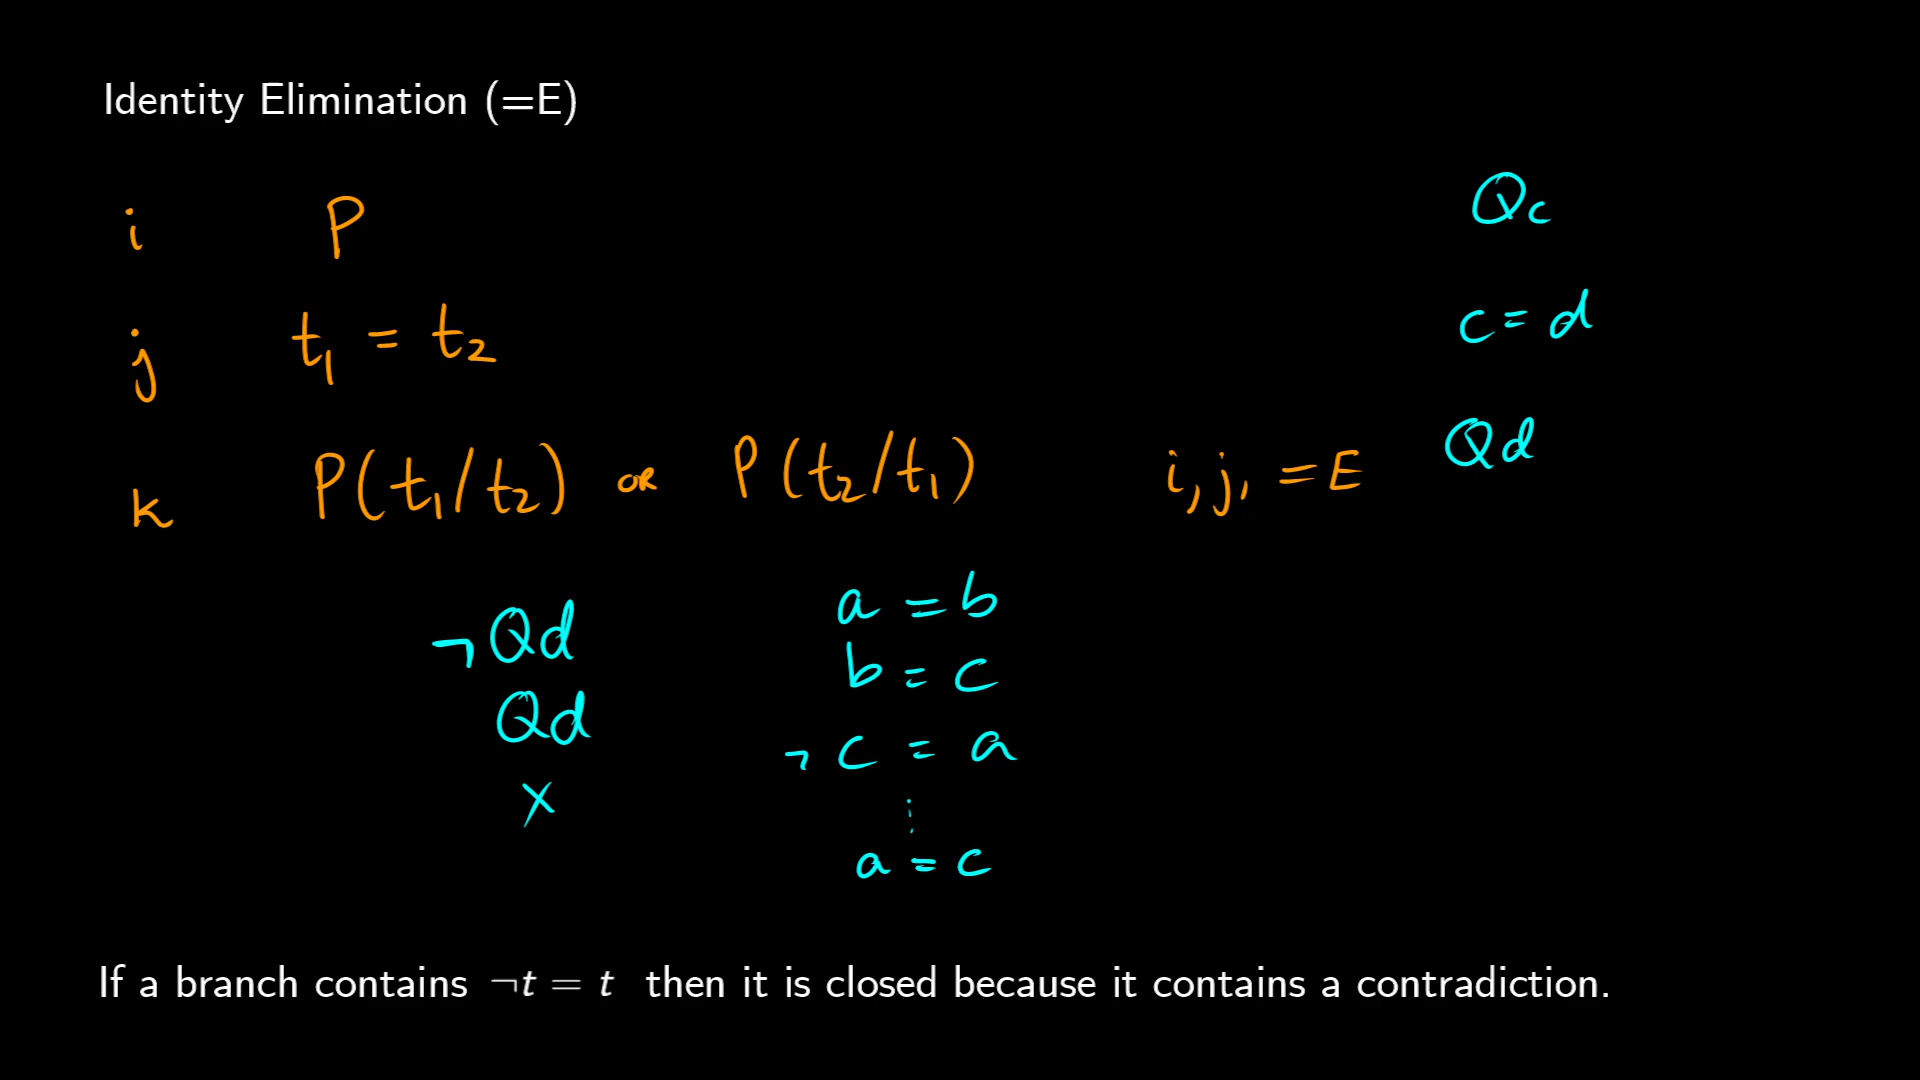 Identity Elimination (=E)
i P
j t₁ = t₂
k P(t₁/t₂) OR P(t₂/t₁) i, j, =E
Qc
c = d
Qd
¬Qd
Qd
X
a = b
b = c
¬c = a
⋮
a = c
If a branch contains ¬t = t then it is closed because it contains a contradiction.